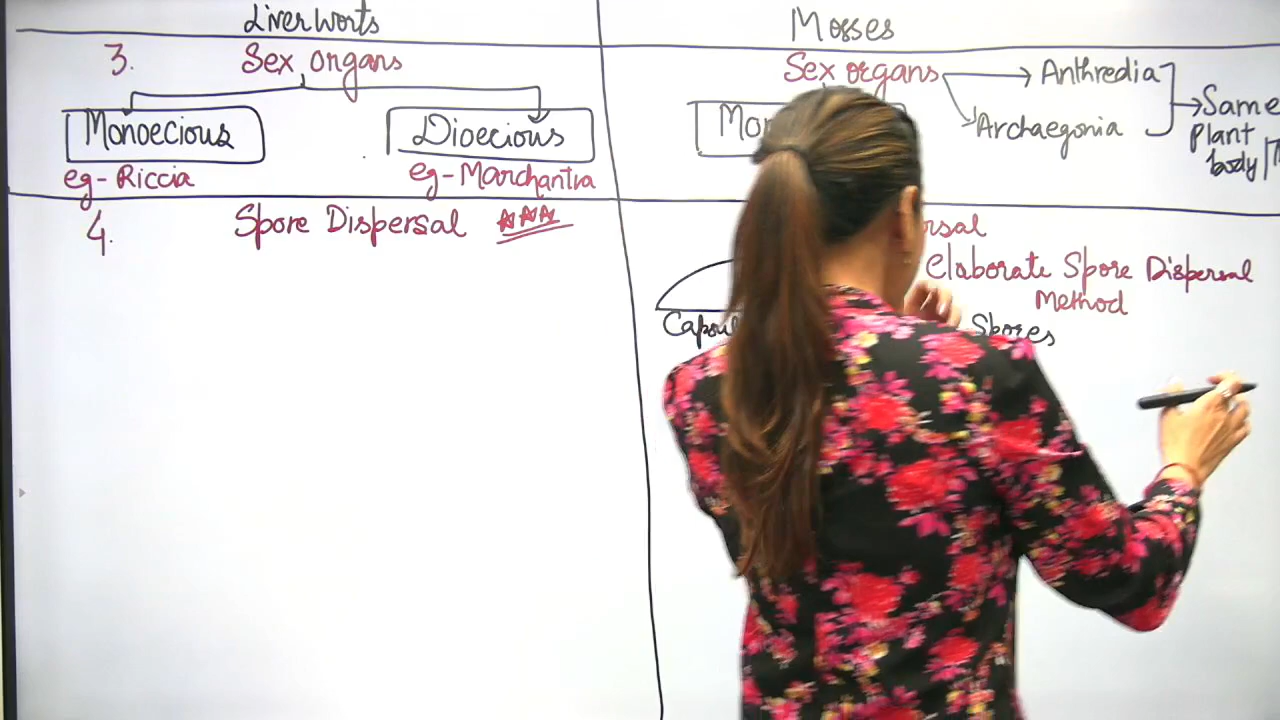 Liverworts
Mosses
3.
Sex organs
Monoecious
Dioecious
eg-Riccia
eg-Marchantia
Sex organs
Anthredia
Archaegonia
Same
Plant
body/
4.
Spore Dispersal
Elaborate Spore Dispersal
Method
Spores